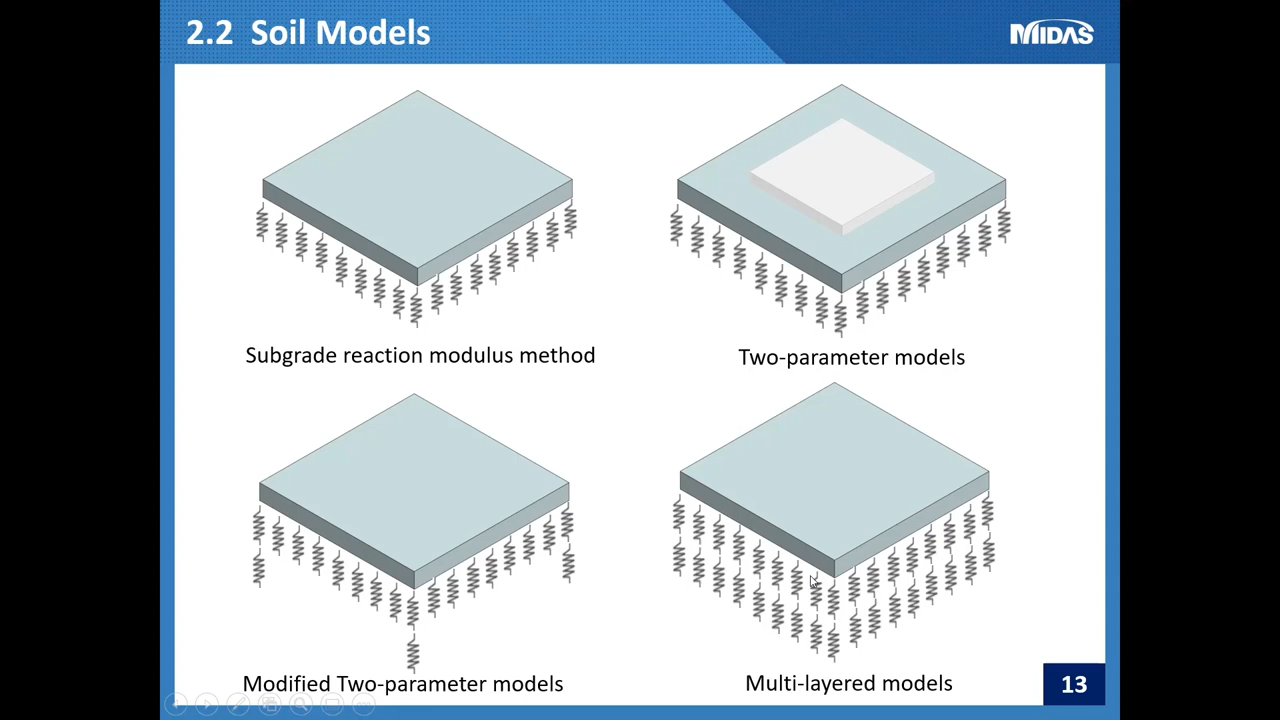 2.2 Soil Models
MIDAS
Subgrade reaction modulus method
Two-parameter models
Modified Two-parameter models
Multi-layered models
13